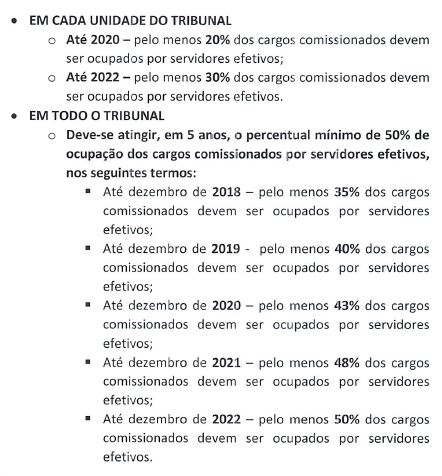 • EM CADA UNIDADE DO TRIBUNAL
o Até 2020 – pelo menos 20% dos cargos comissionados devem
ser ocupados por servidores efetivos;
o Até 2022 – pelo menos 30% dos cargos comissionados devem
ser ocupados por servidores efetivos.
• EM TODO O TRIBUNAL
o Deve-se atingir, em 5 anos, o percentual mínimo de 50% de
ocupação dos cargos comissionados por servidores efetivos,
nos seguintes termos:
▪ Até dezembro de 2018 – pelo menos 35% dos cargos
comissionados devem ser ocupados por servidores
efetivos;
▪ Até dezembro de 2019 - pelo menos 40% dos cargos
comissionados devem ser ocupados por servidores
efetivos;
▪ Até dezembro de 2020 – pelo menos 43% dos cargos
comissionados devem ser ocupados por servidores
efetivos;
▪ Até dezembro de 2021 – pelo menos 48% dos cargos
comissionados devem ser ocupados por servidores
efetivos;
▪ Até dezembro de 2022 – pelo menos 50% dos cargos
comissionados devem ser ocupados por servidores
efetivos.